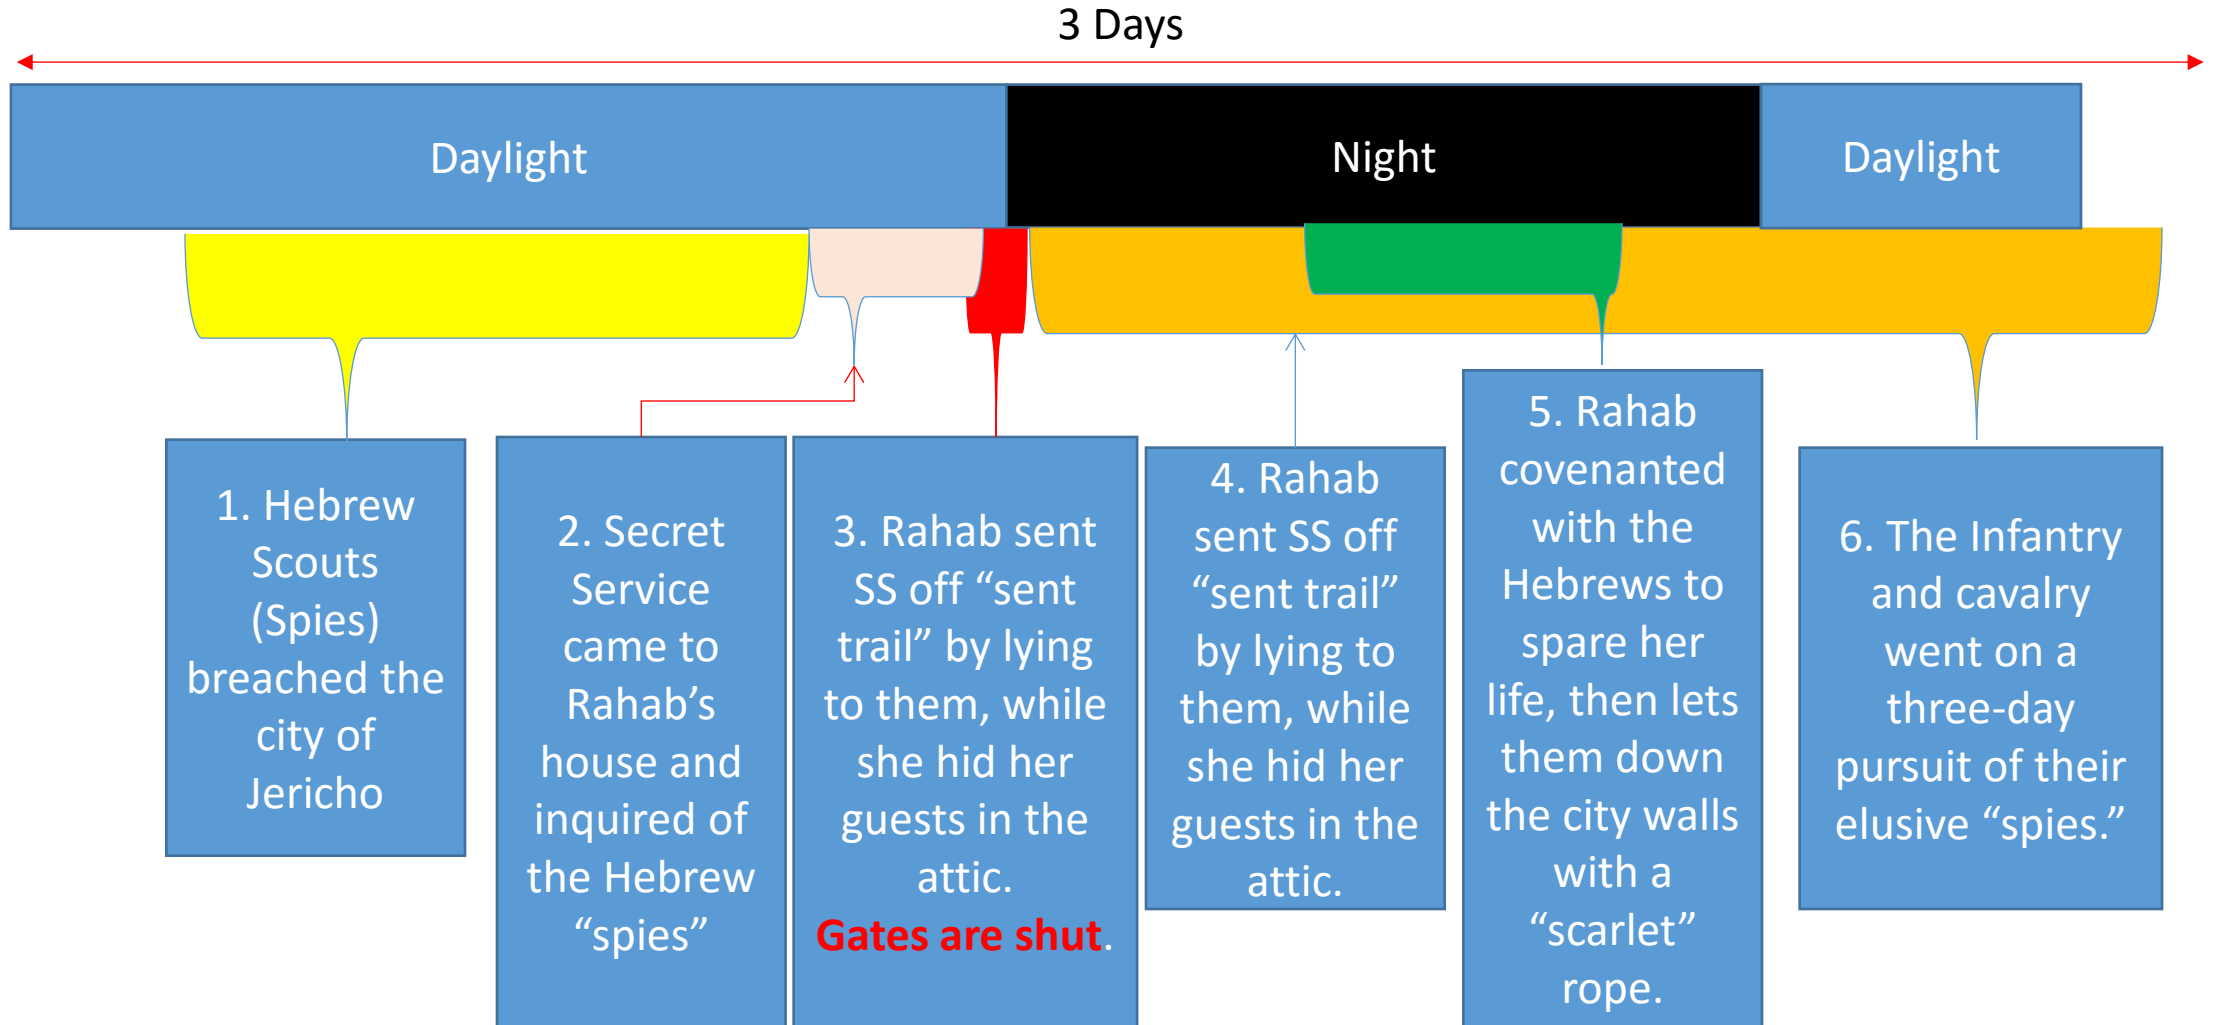 3 Days
Daylight
Night
Daylight
1. Hebrew
Scouts
(Spies)
breached the
city of
Jericho
2. Secret
Service
came to
Rahab’s
house and
inquired of
the Hebrew
“spies”
3. Rahab sent
SS off “sent
trail” by lying
to them, while
she hid her
guests in the
attic.
Gates are shut.
4. Rahab
sent SS off
“sent trail”
by lying to
them, while
she hid her
guests in the
attic.
5. Rahab
covenanted
with the
Hebrews to
spare her
life, then lets
them down
the city walls
with a
“scarlet”
rope.
6. The Infantry
and cavalry
went on a
three-day
pursuit of their
elusive “spies.”